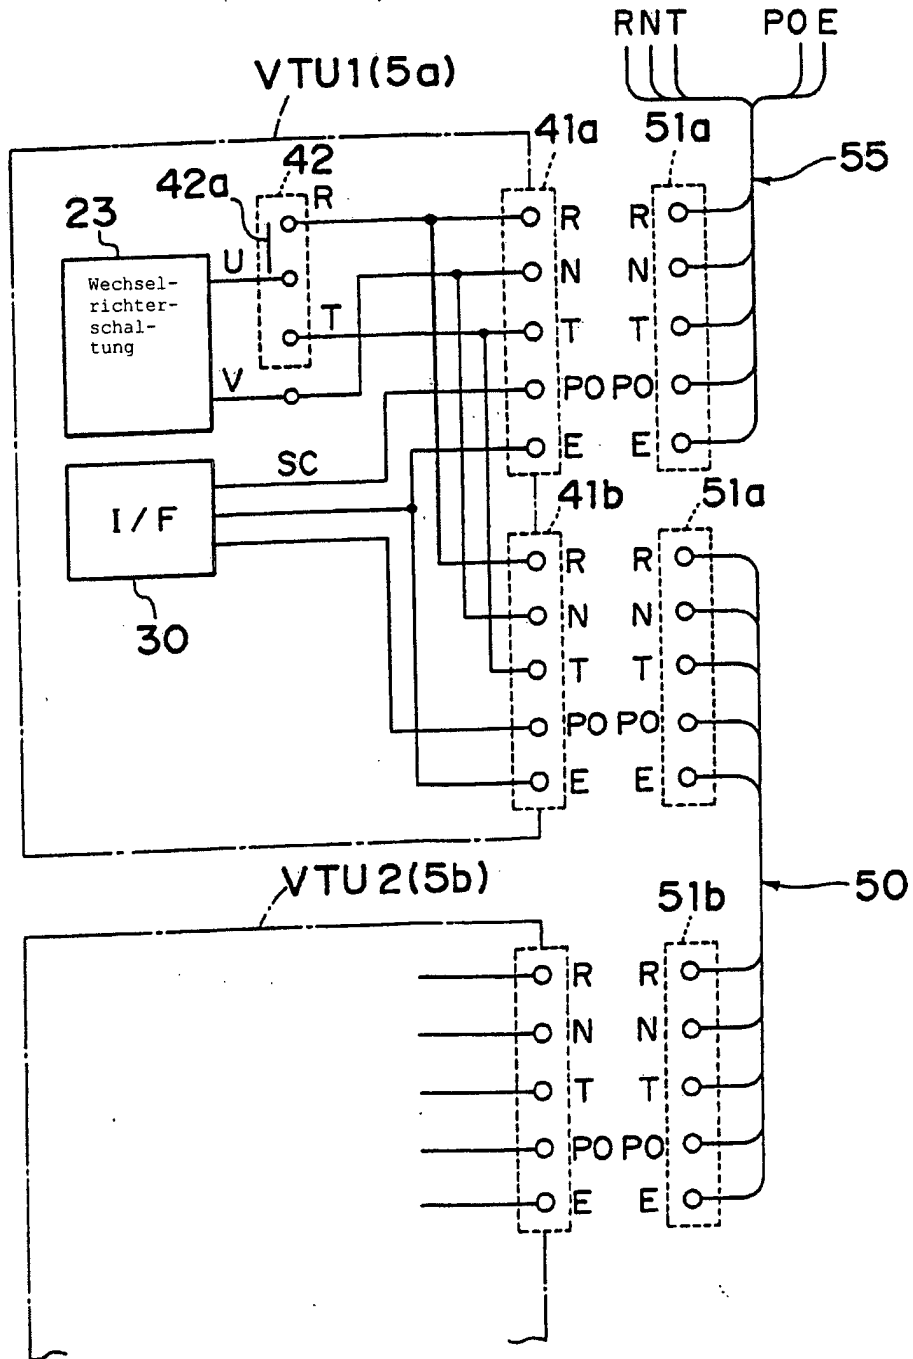 RNT POE
VTU1(5a)
41a
51a
55
42
42a
R
23
U
Wechsel-
richter-
schal-
tung
T
V
R
N
T
PO
E
R
N
T
PO
E
SC
I/F
30
41b
51a
R
N
T
PO
E
R
N
T
PO
E
VTU2(5b)
50
51b
R
N
T
PO
E
R
N
T
PO
E